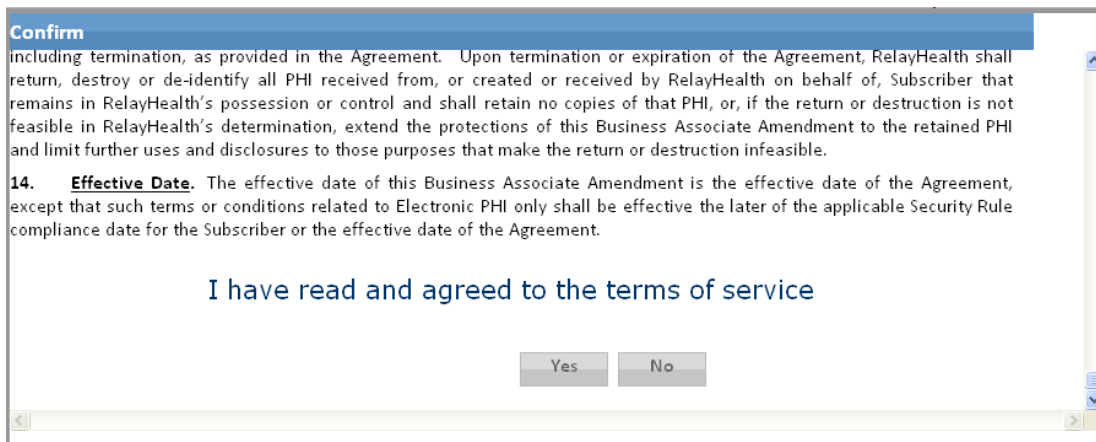 Confirm
including termination, as provided in the Agreement. Upon termination or expiration of the Agreement, RelayHealth shall
return, destroy or de-identify all PHI received from, or created or received by RelayHealth on behalf of, Subscriber that
remains in RelayHealth's possession or control and shall retain no copies of that PHI, or, if the return or destruction is not
feasible in RelayHealth's determination, extend the protections of this Business Associate Amendment to the retained PHI
and limit further uses and disclosures to those purposes that make the return or destruction infeasible.
14. Effective Date. The effective date of this Business Associate Amendment is the effective date of the Agreement,
except that such terms or conditions related to Electronic PHI only shall be effective the later of the applicable Security Rule
compliance date for the Subscriber or the effective date of the Agreement.
I have read and agreed to the terms of service
Yes No